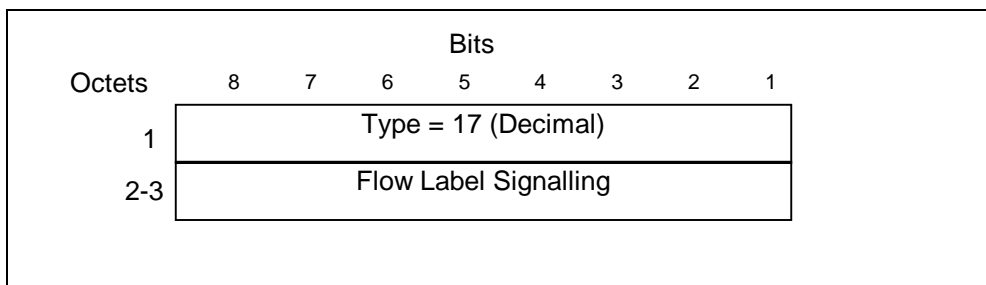 Bits
Octets 8 7 6 5 4 3 2 1
1 Type = 17 (Decimal)
2-3 Flow Label Signalling